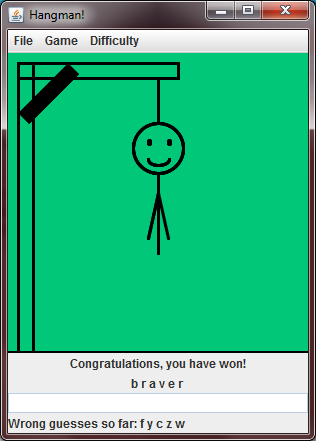 Hangman!
File Game Difficulty
Congratulations, you have won!
b r a v e r
Wrong guesses so far: f y c z w